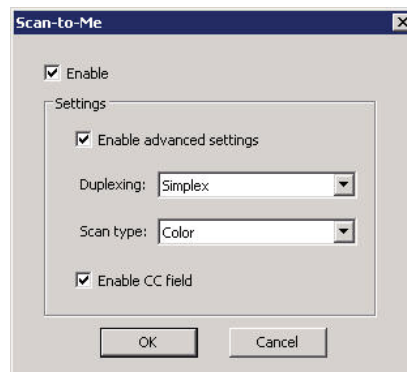 Scan-to-Me
Enable
Settings
Enable advanced settings
Duplexing: Simplex
Scan type: Color
Enable CC field
OK Cancel